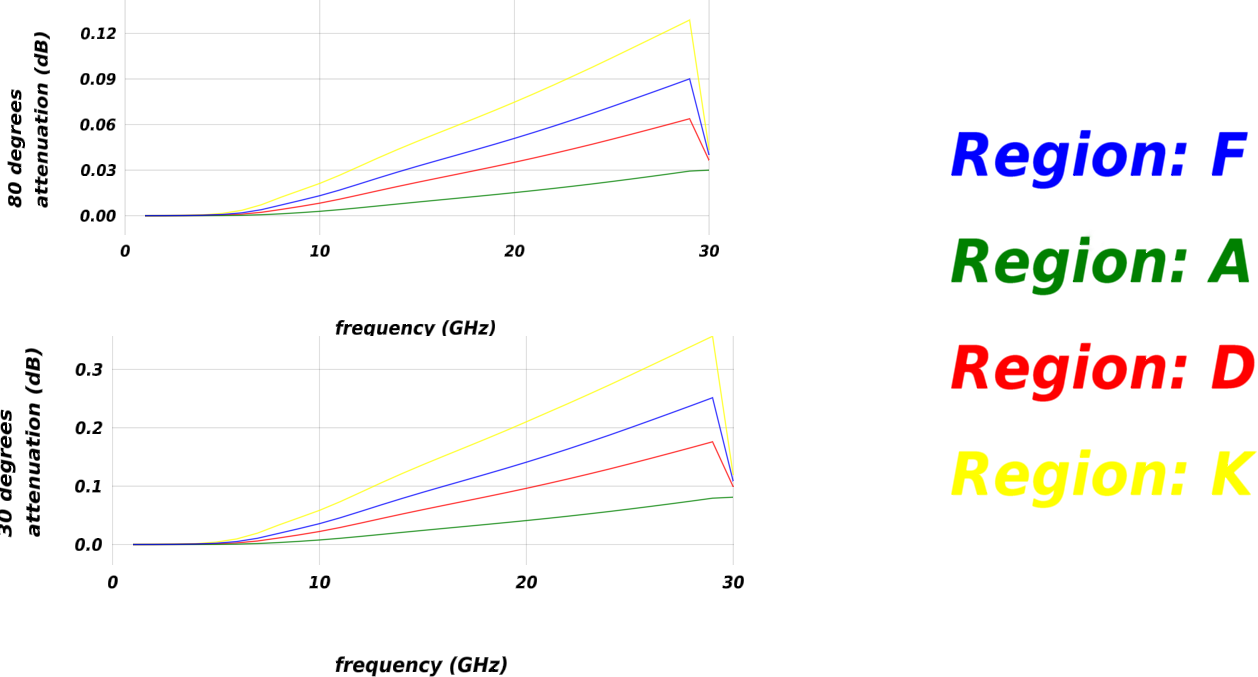 80 degrees
attenuation (dB)
0.12
0.09
0.06
0.03
0.00
0 10 20 30
frequency (GHz)
30 degrees
attenuation (dB)
0.3
0.2
0.1
0.0
0 10 20 30
frequency (GHz)
Region: F
Region: A
Region: D
Region: K